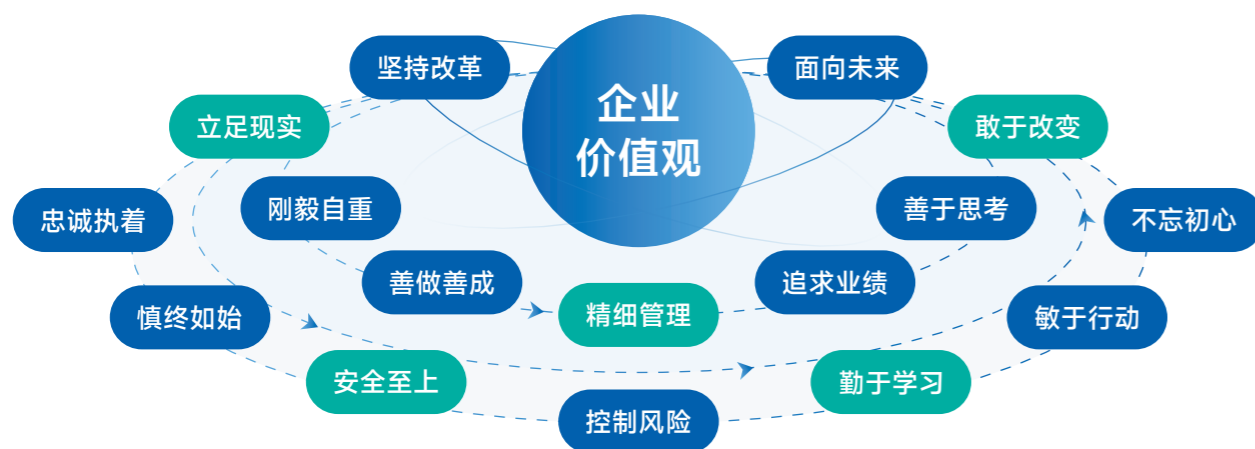 企业
价值观
坚持改革
面向未来
立足现实
敢于改变
忠诚执着
刚毅自重
善于思考
不忘初心
善做善成
追求业绩
慎终如始
精细管理
敏于行动
安全至上
勤于学习
控制风险